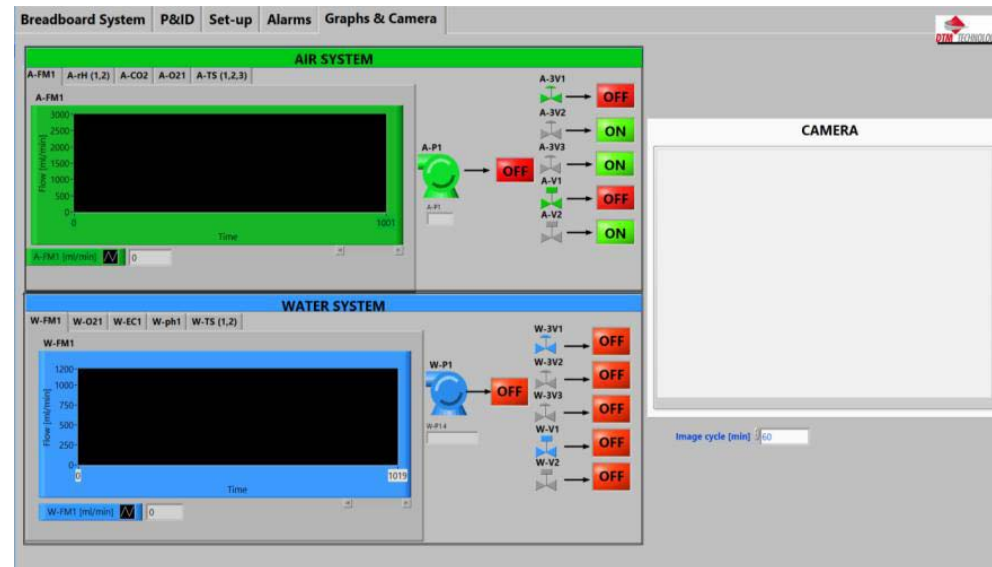 Breadboard System P&ID Set-up Alarms Graphs & Camera
DTM TECHNOLO
AIR SYSTEM
A-FM1 A-rH (1,2) A-CO2 A-O21 A-TS (1,2,3)
A-FM1
3000
2500
2000
1500
1000
500
0
Flow [ml/min]
0 1001
Time
A-FM1 [ml/min] 0
A-P1
OFF
A-P1
A-3V1
OFF
A-3V2
ON
A-3V3
ON
A-V1
OFF
A-V2
ON
WATER SYSTEM
W-FM1 W-O21 W-EC1 W-ph1 W-TS (1,2)
W-FM1
1200
1000
750
500
250
0
Flow [ml/min]
0 1019
Time
W-FM1 [ml/min] 0
W-P1
OFF
W-P14
W-3V1
OFF
W-3V2
OFF
W-3V3
OFF
W-V1
OFF
W-V2
OFF
CAMERA
Image cycle [min] 60